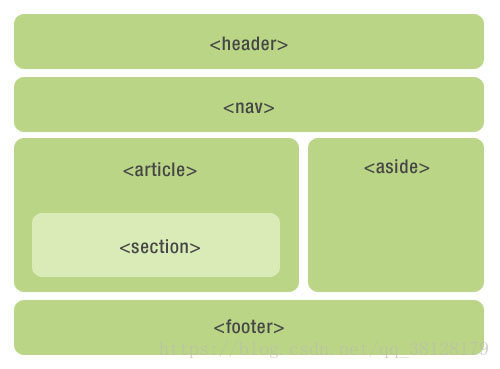 <header>
<nav>
<article>
<aside>
<section>
<footer>
https://blog.csdn.net/qq_38128179